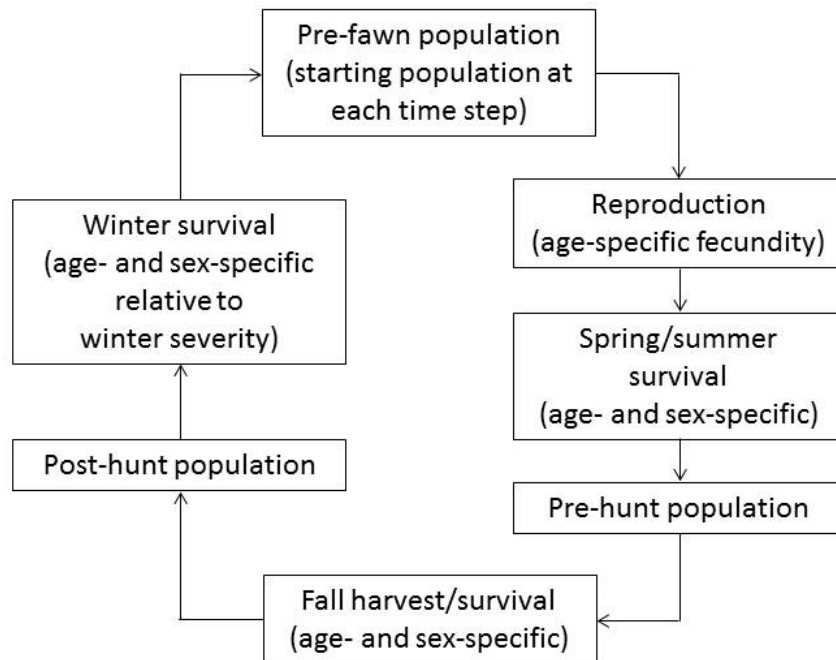 Pre-fawn population
(starting population at
each time step)
Reproduction
(age-specific fecundity)
Spring/summer
survival
(age- and sex-specific)
Pre-hunt population
Fall harvest/survival
(age- and sex-specific)
Post-hunt population
Winter survival
(age- and sex-specific
relative to
winter severity)